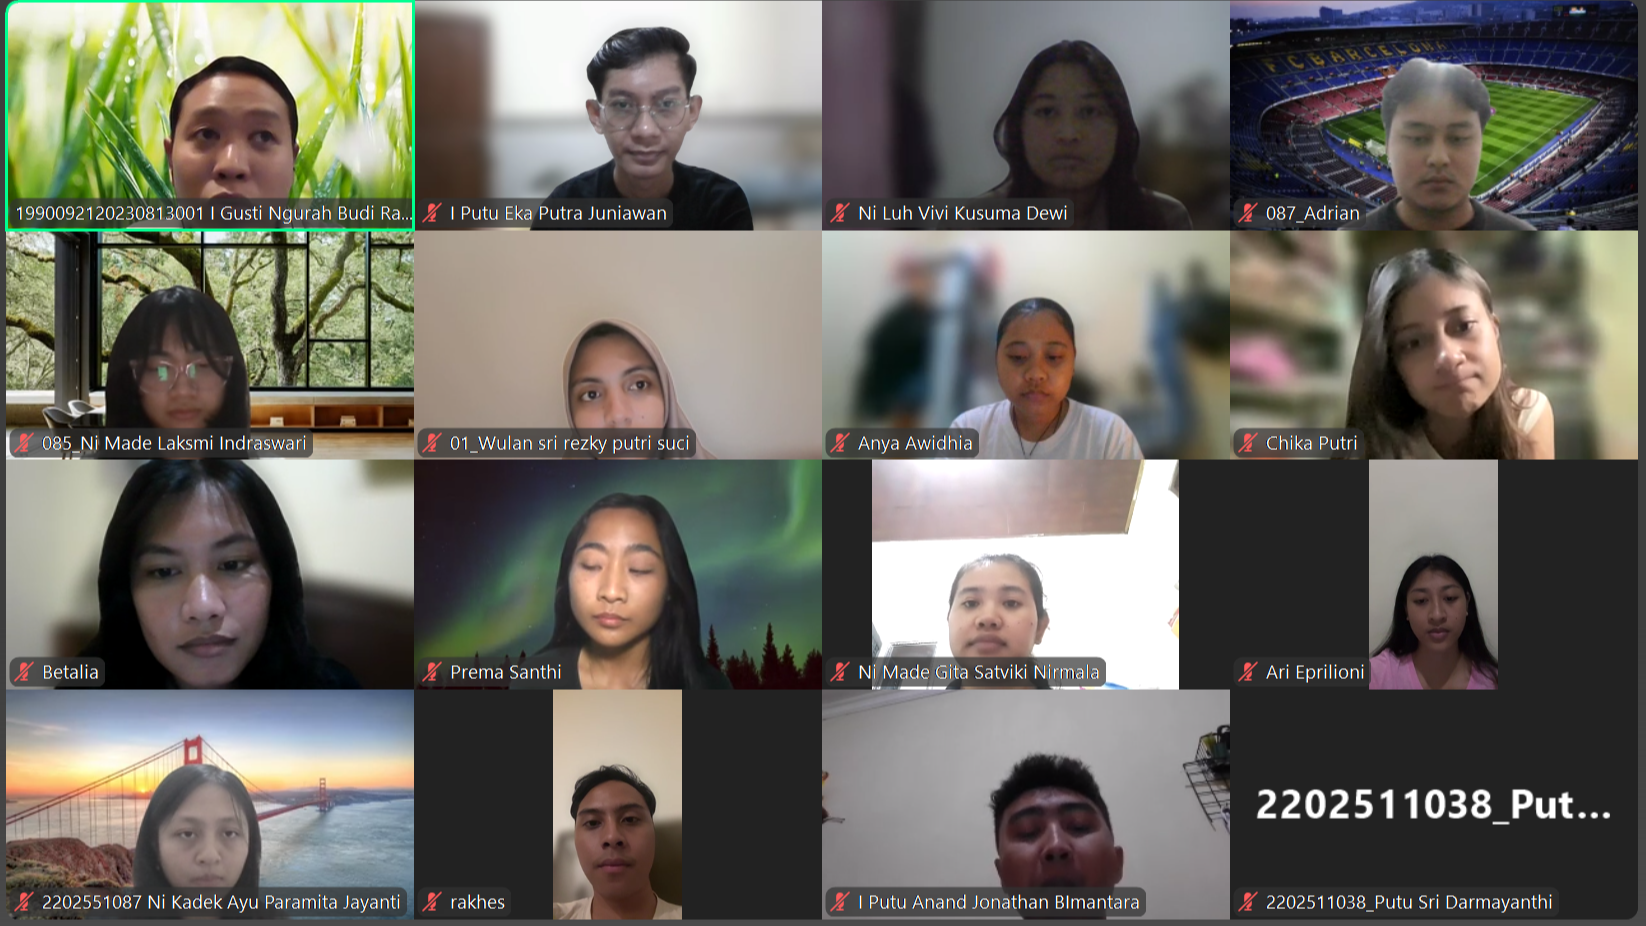 FC BARCELONA
1990092120230813001 I Gusti Ngurah Budi Ra...
I Putu Eka Putra Juniawan
Ni Luh Vivi Kusuma Dewi
087_Adrian
085_Ni Made Laksmi Indraswari
01_Wulan sri rezky putri suci
Anya Awidhia
Chika Putri
Betalia
Prema Santhi
Ni Made Gita Satviki Nirmala
Ari Eprilioni
2202511038_Put...
2202551087 Ni Kadek Ayu Paramita Jayanti
rakhes
I Putu Anand Jonathan BImantara
2202511038_Putu Sri Darmayanthi